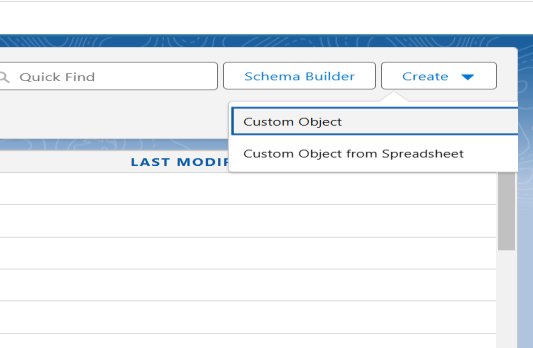 Quick Find
Schema Builder
Create
Custom Object
Custom Object from Spreadsheet
LAST MODIF